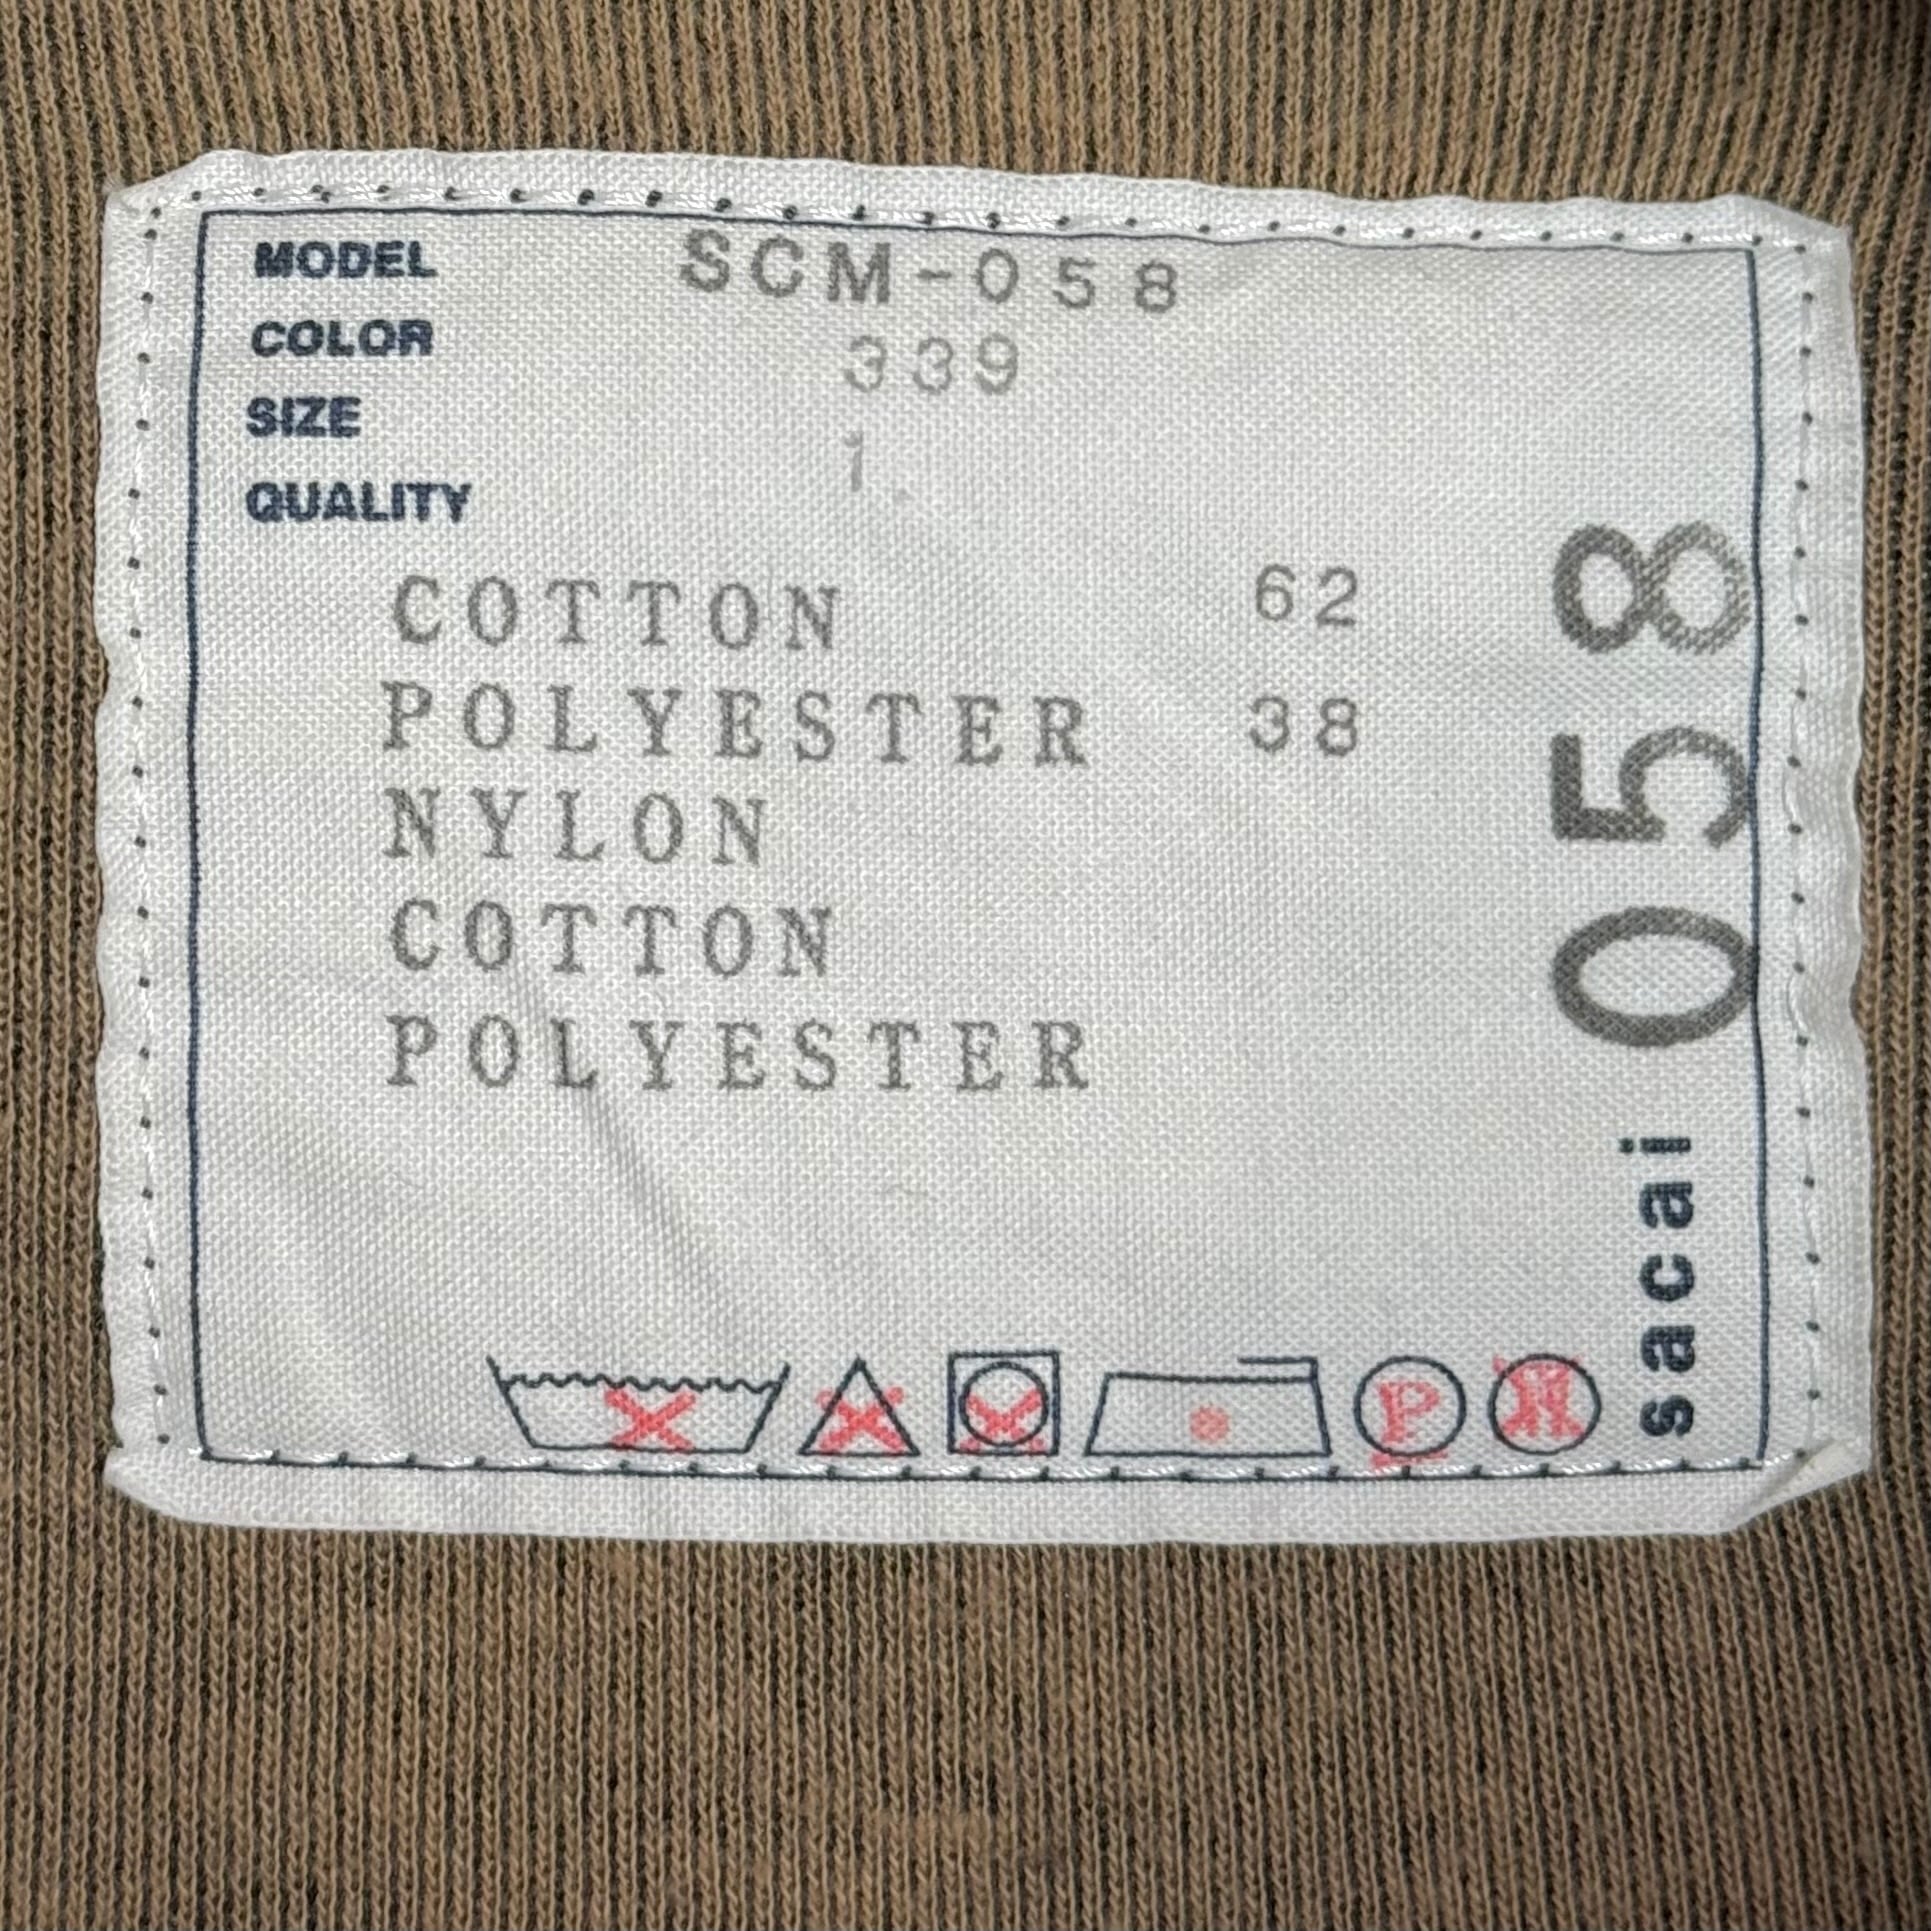 MODEL SCM-058
COLOR 339
SIZE 1
QUALITY
COTTON 62
POLYESTER 38
NYLON
COTTON
POLYESTER
P
sacai 058